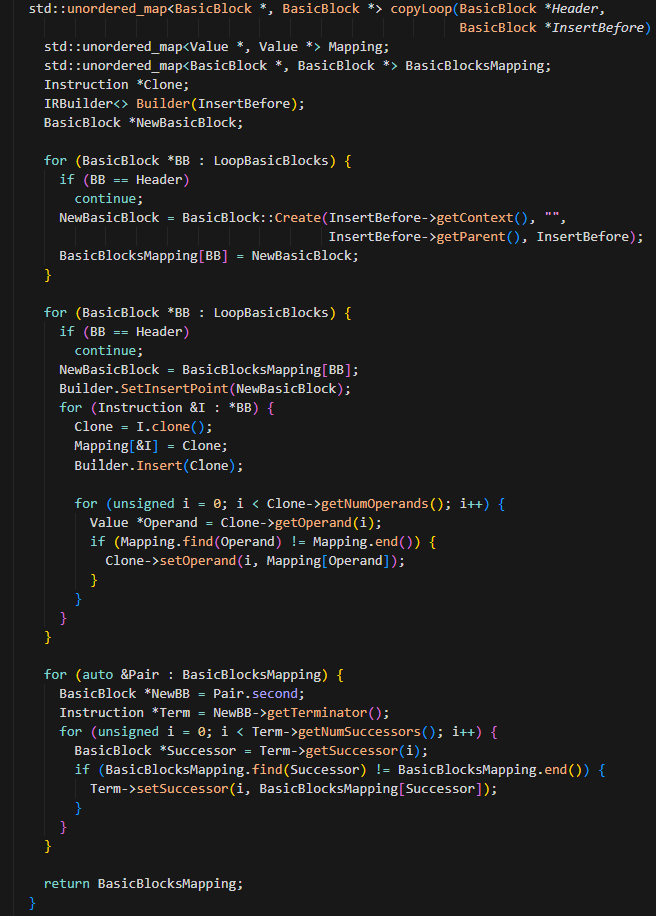 std::unordered_map<BasicBlock *, BasicBlock *> copyLoop(BasicBlock *Header,
                                                        BasicBlock *InsertBefore)
  std::unordered_map<Value *, Value *> Mapping;
  std::unordered_map<BasicBlock *, BasicBlock *> BasicBlocksMapping;
  Instruction *Clone;
  IRBuilder<> Builder(InsertBefore);
  BasicBlock *NewBasicBlock;

  for (BasicBlock *BB : LoopBasicBlocks) {
    if (BB == Header)
      continue;
    NewBasicBlock = BasicBlock::Create(InsertBefore->getContext(), "",
                                       InsertBefore->getParent(), InsertBefore);
    BasicBlocksMapping[BB] = NewBasicBlock;
  }

  for (BasicBlock *BB : LoopBasicBlocks) {
    if (BB == Header)
      continue;
    NewBasicBlock = BasicBlocksMapping[BB];
    Builder.SetInsertPoint(NewBasicBlock);
    for (Instruction &I : *BB) {
      Clone = I.clone();
      Mapping[&I] = Clone;
      Builder.Insert(Clone);

      for (unsigned i = 0; i < Clone->getNumOperands(); i++) {
        Value *Operand = Clone->getOperand(i);
        if (Mapping.find(Operand) != Mapping.end()) {
          Clone->setOperand(i, Mapping[Operand]);
        }
      }
    }
  }

  for (auto &Pair : BasicBlocksMapping) {
    BasicBlock *NewBB = Pair.second;
    Instruction *Term = NewBB->getTerminator();
    for (unsigned i = 0; i < Term->getNumSuccessors(); i++) {
      BasicBlock *Successor = Term->getSuccessor(i);
      if (BasicBlocksMapping.find(Successor) != BasicBlocksMapping.end()) {
        Term->setSuccessor(i, BasicBlocksMapping[Successor]);
      }
    }
  }

  return BasicBlocksMapping;
}